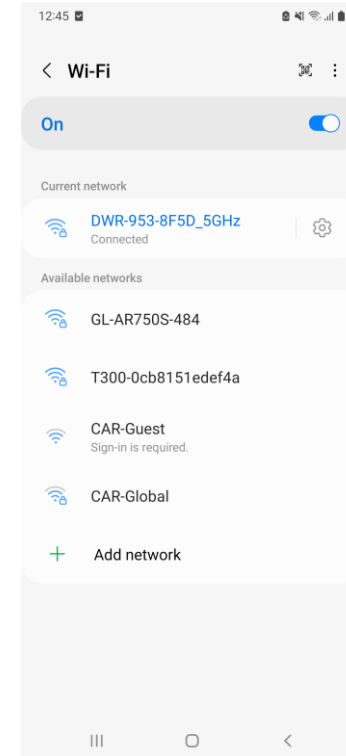 12:45
Wi-Fi
On
Current network
DWR-953-8F5D_5GHz
Connected
Available networks
GL-AR750S-484
T300-0cb8151edef4a
CAR-Guest
Sign-in is required.
CAR-Global
Add network